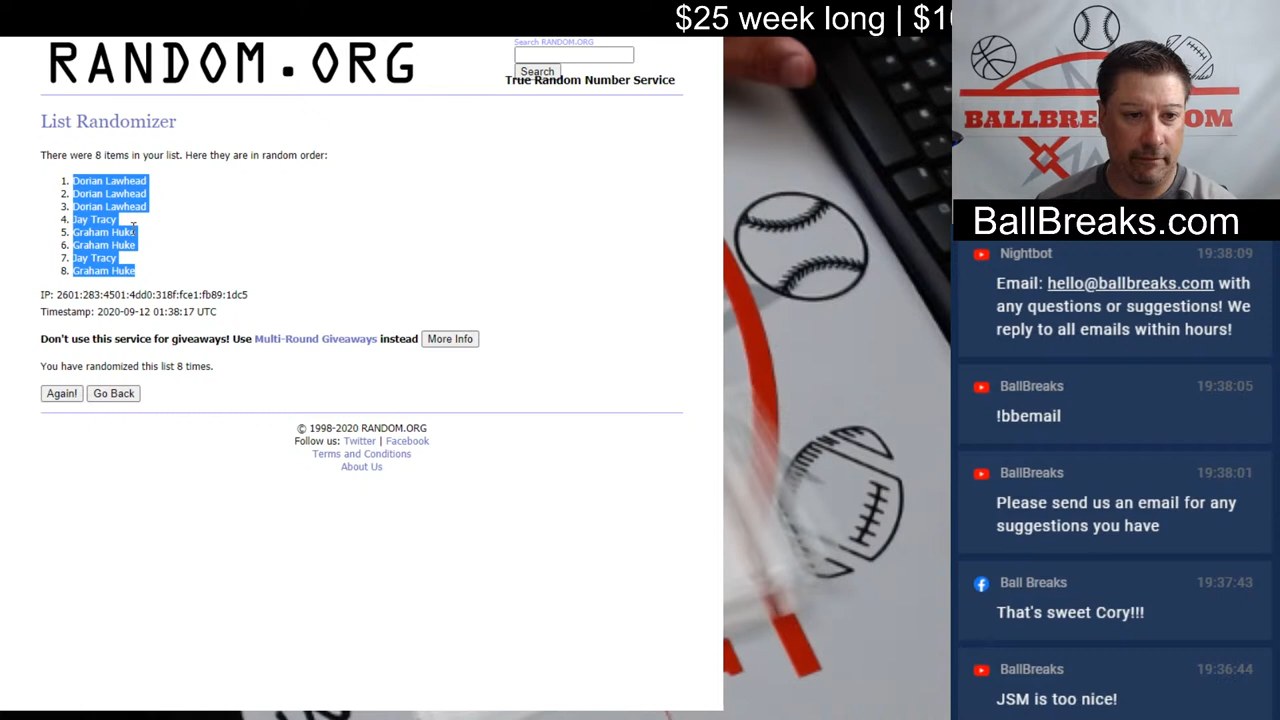 $25 week long | $1
RANDOM.ORG
Search RANDOM.ORG
Search
True Random Number Service
List Randomizer
There were 8 items in your list. Here they are in random order:
1. Dorian Lawhead
2. Dorian Lawhead
3. Dorian Lawhead
4. Jay Tracy
5. Graham Huke
6. Graham Huke
7. Jay Tracy
8. Graham Huke
IP: 2601:283:4501:4dd0:318f:fce1:fb89:1dc5
Timestamp: 2020-09-12 01:38:17 UTC
Don't use this service for giveaways! Use Multi-Round Giveaways instead More Info
You have randomized this list 8 times.
Again! Go Back
© 1998-2020 RANDOM.ORG
Follow us: Twitter | Facebook
Terms and Conditions
About Us
BallBreaks.com
Nightbot 19:38:09
Email: hello@ballbreaks.com with
any questions or suggestions! We
reply to all emails within hours!
BallBreaks 19:38:05
!bbemail
BallBreaks 19:38:01
Please send us an email for any
suggestions you have
Ball Breaks 19:37:43
That's sweet Cory!!!
BallBreaks 19:36:44
JSM is too nice!